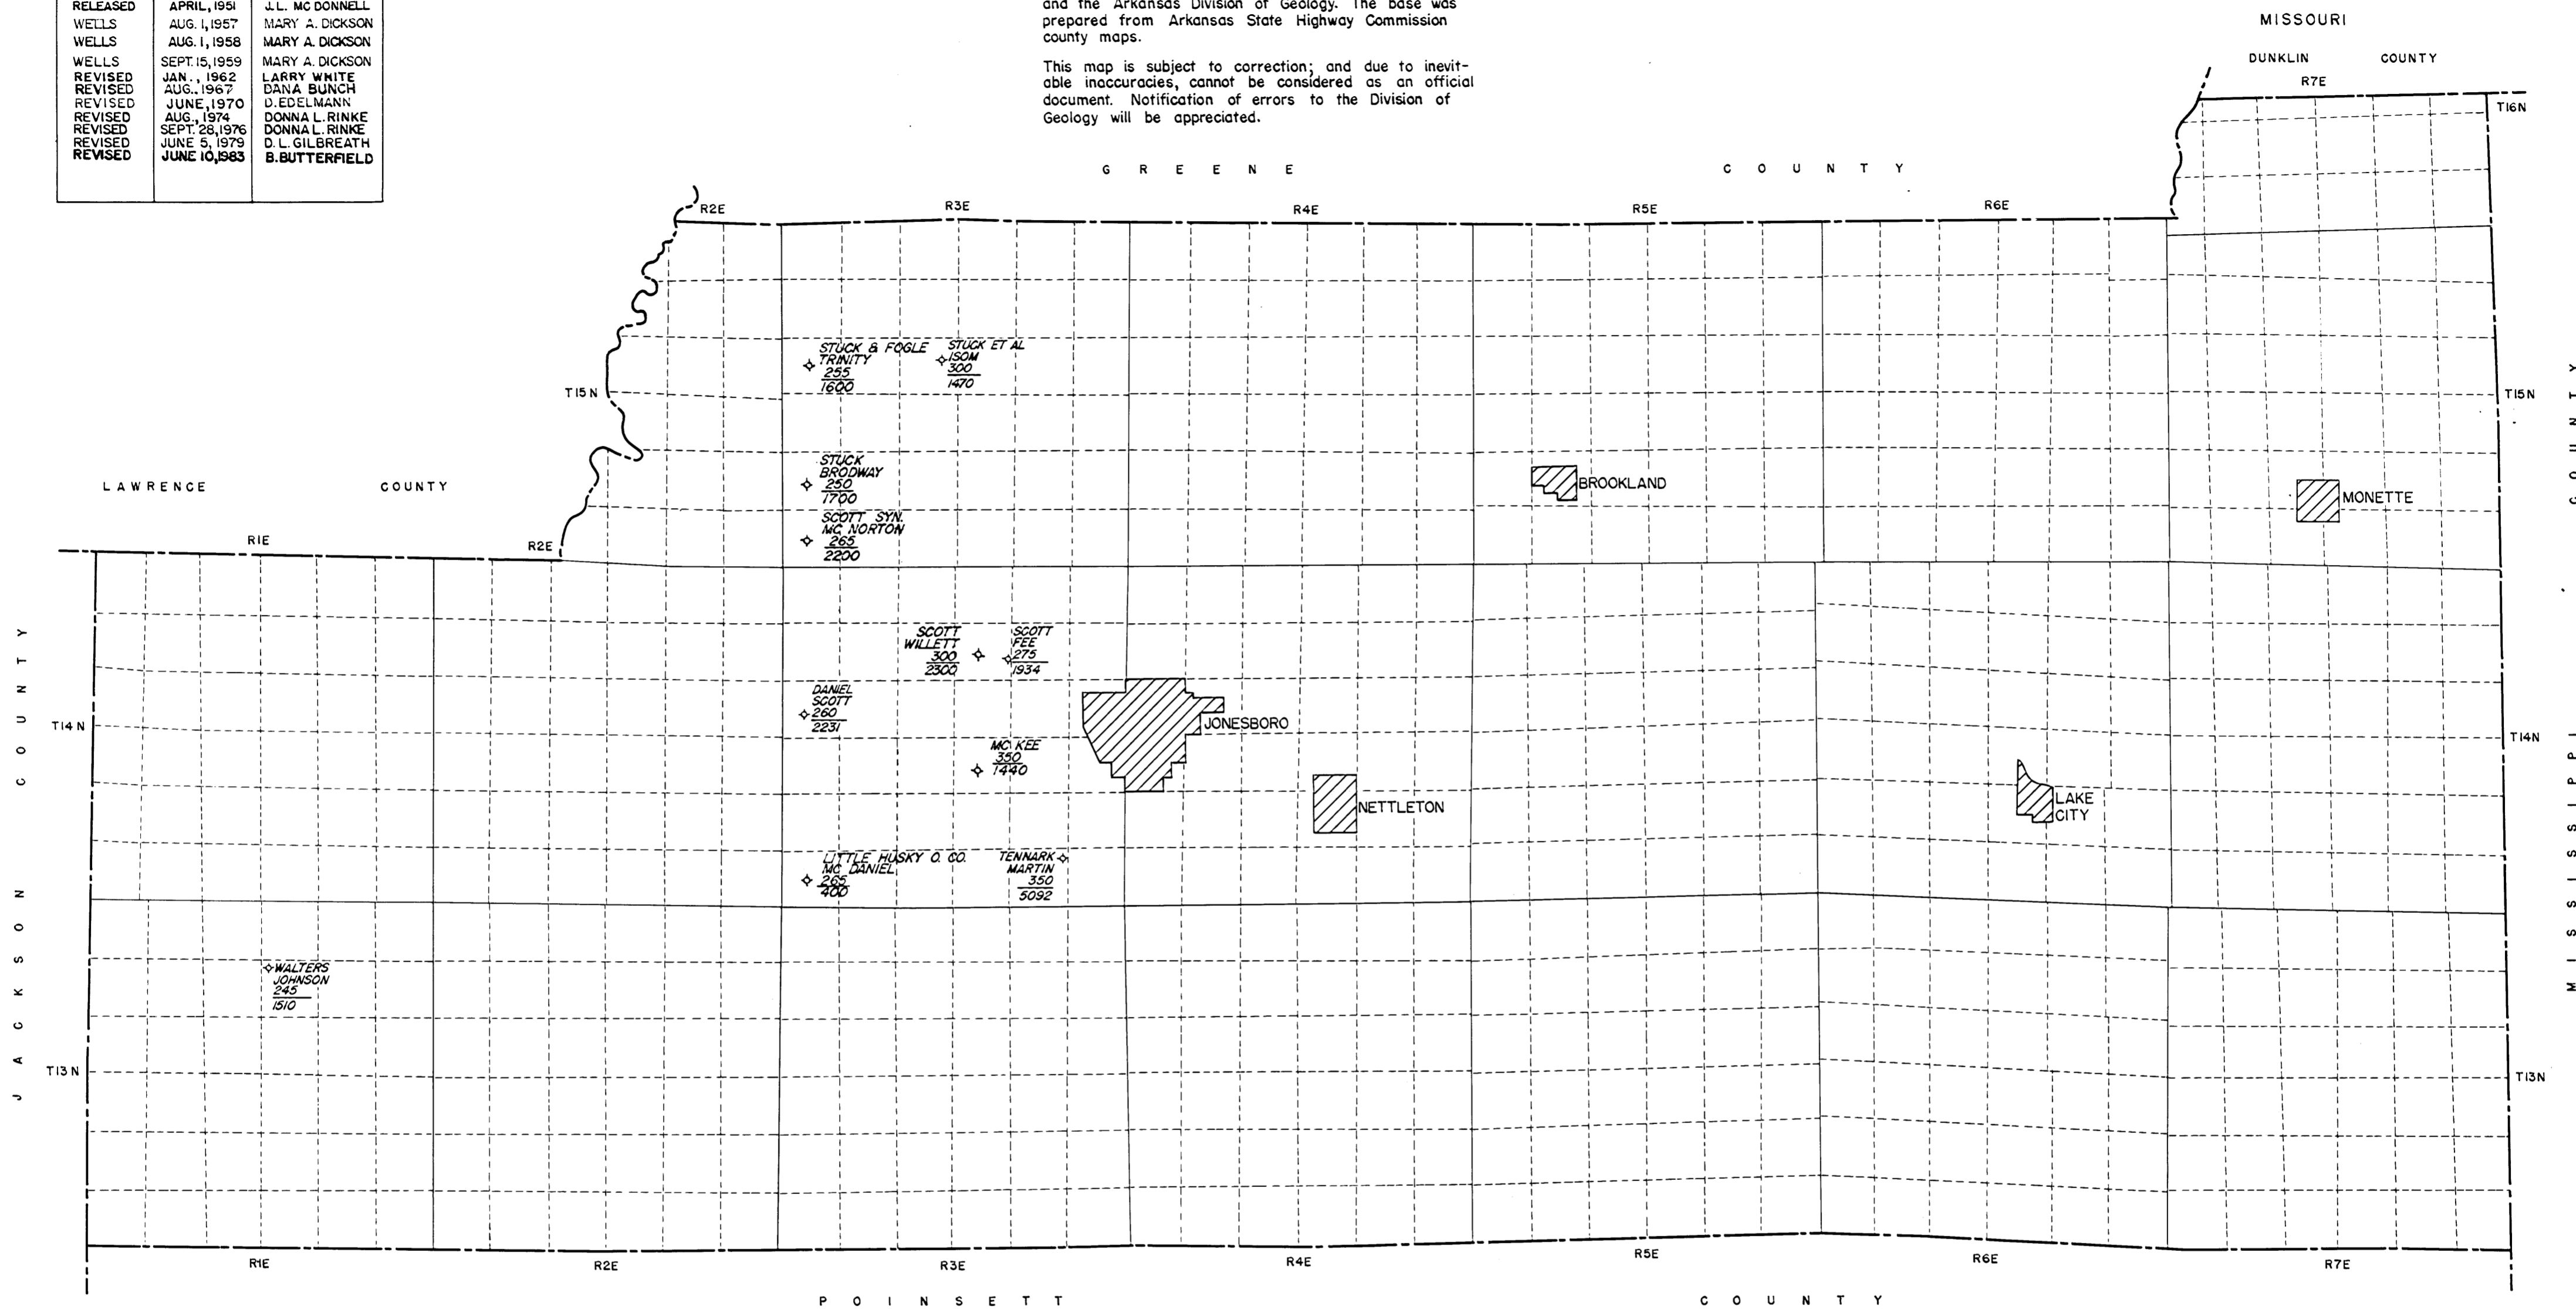 RELEASED APRIL, 1951 J.L. MC DONNELL
WELLS AUG. 1, 1957 MARY A. DICKSON
WELLS AUG. 1, 1958 MARY A. DICKSON
WELLS SEPT. 15, 1959 MARY A. DICKSON
REVISED JAN., 1962 LARRY WHITE
REVISED AUG., 1967 DANA BUNCH
REVISED JUNE, 1970 D. EDELMANN
REVISED AUG., 1974 DONNA L. RINKE
REVISED SEPT. 28, 1976 DONNA L. RINKE
REVISED JUNE 5, 1979 D. L. GILBREATH
REVISED JUNE 10, 1983 B. BUTTERFIELD
and the Arkansas Division of Geology. The base was
prepared from Arkansas State Highway Commission
county maps.
This map is subject to correction; and due to inevit-
able inaccuracies, cannot be considered as an official
document. Notification of errors to the Division of
Geology will be appreciated.
MISSOURI
DUNKLIN COUNTY
R7E
T16N
GREENE COUNTY
R2E R3E R4E R5E R6E
STUCK & FOGLE
TRINITY
255
1600
STUCK ET AL
ISOM
300
1470
T15N
T15N
STUCK
BRODWAY
250
1700
SCOTT SYN.
MC NORTON
265
2200
BROOKLAND
MONETTE
LAWRENCE COUNTY
R1E R2E
SCOTT
WILLETT
300
2300
SCOTT
FEE
275
1934
DANIEL
SCOTT
260
2231
JONESBORO
T14N
T14N
MC KEE
350
1440
NETTLETON
LAKE
CITY
LITTLE HUSKY O. CO.
MC DANIEL
265
400
TENNARK
MARTIN
350
5092
WALTERS
JOHNSON
245
1510
T13N
T13N
JACKSON COUNTY
MISSISSIPPI COUNTY
R1E R2E R3E R4E R5E R6E R7E
POINSETT COUNTY